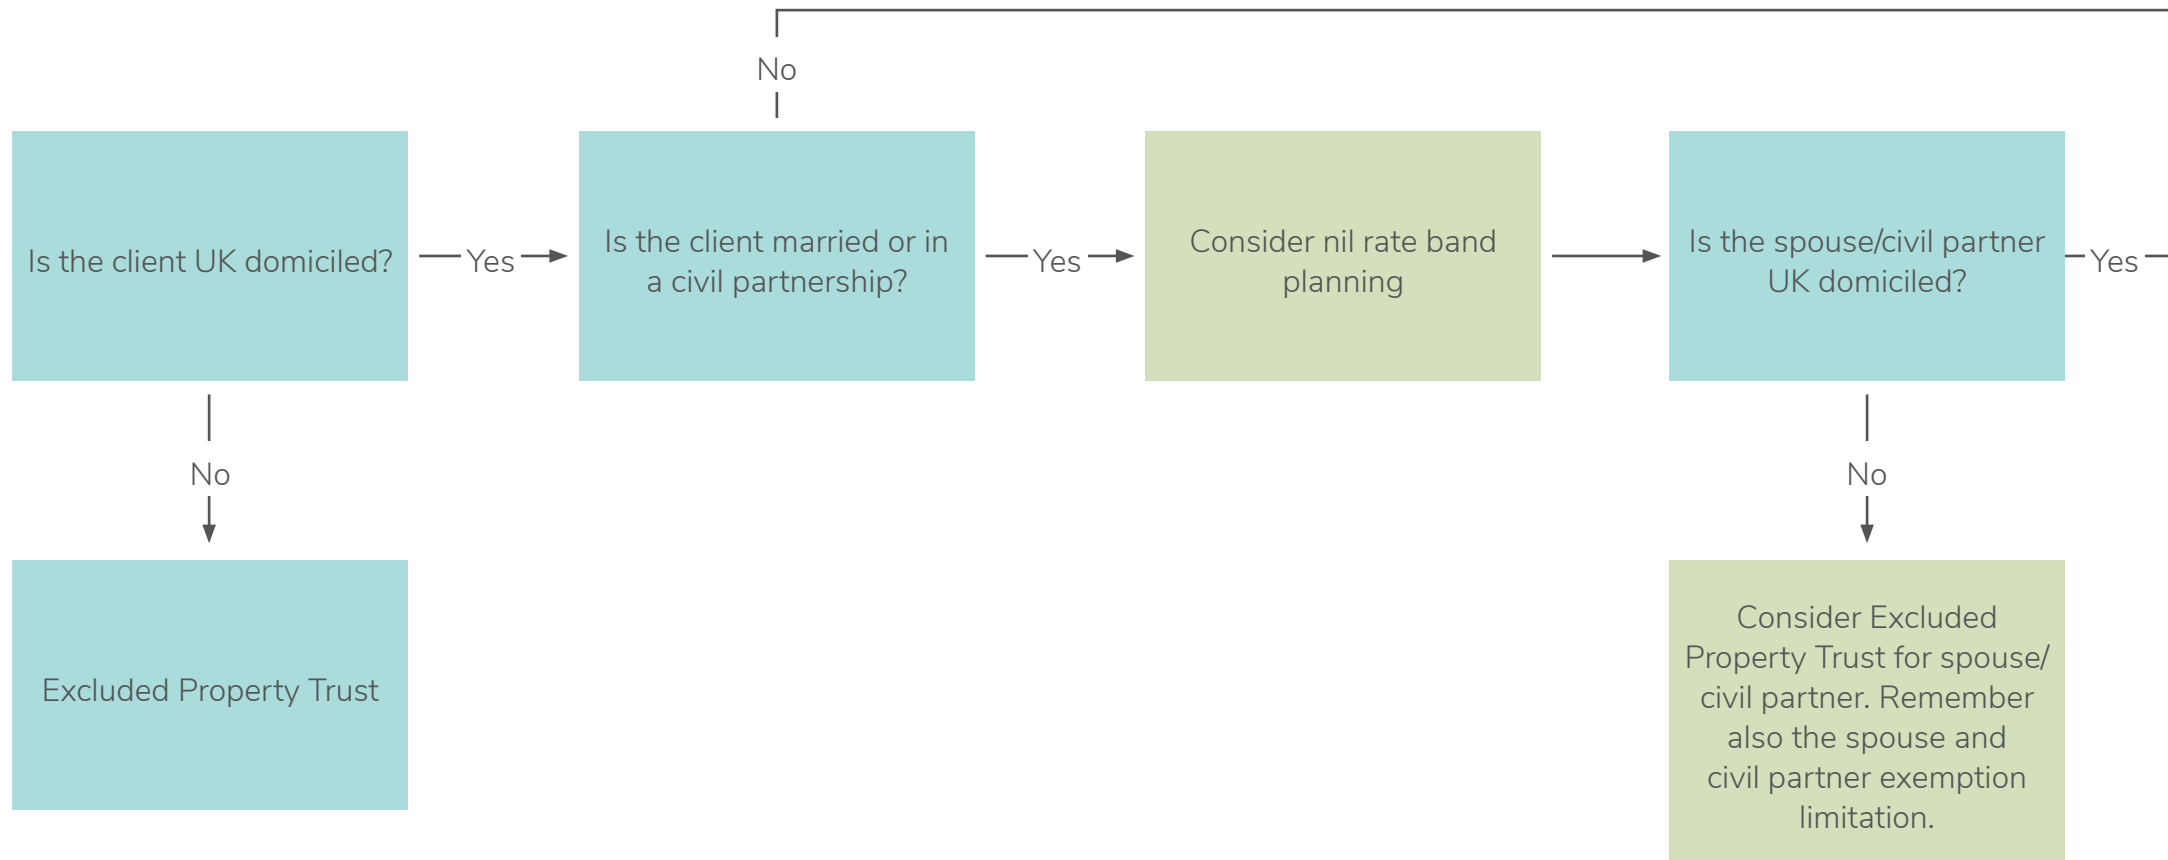 No
Is the client UK domiciled?
Yes
Is the client married or in
a civil partnership?
Yes
Consider nil rate band
planning
Is the spouse/civil partner
UK domiciled?
Yes
No
No
Excluded Property Trust
Consider Excluded
Property Trust for spouse/
civil partner. Remember
also the spouse and
civil partner exemption
limitation.